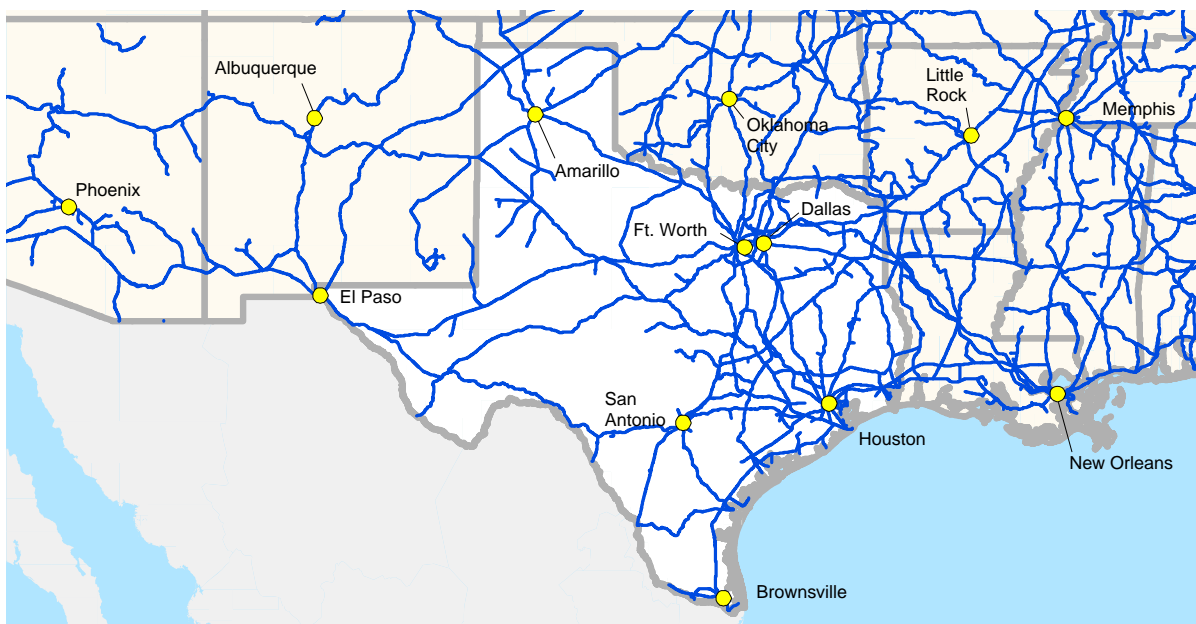 Albuquerque
Little
Rock
Memphis
Oklahoma
City
Amarillo
Phoenix
Dallas
Ft. Worth
El Paso
San
Antonio
Houston
New Orleans
Brownsville